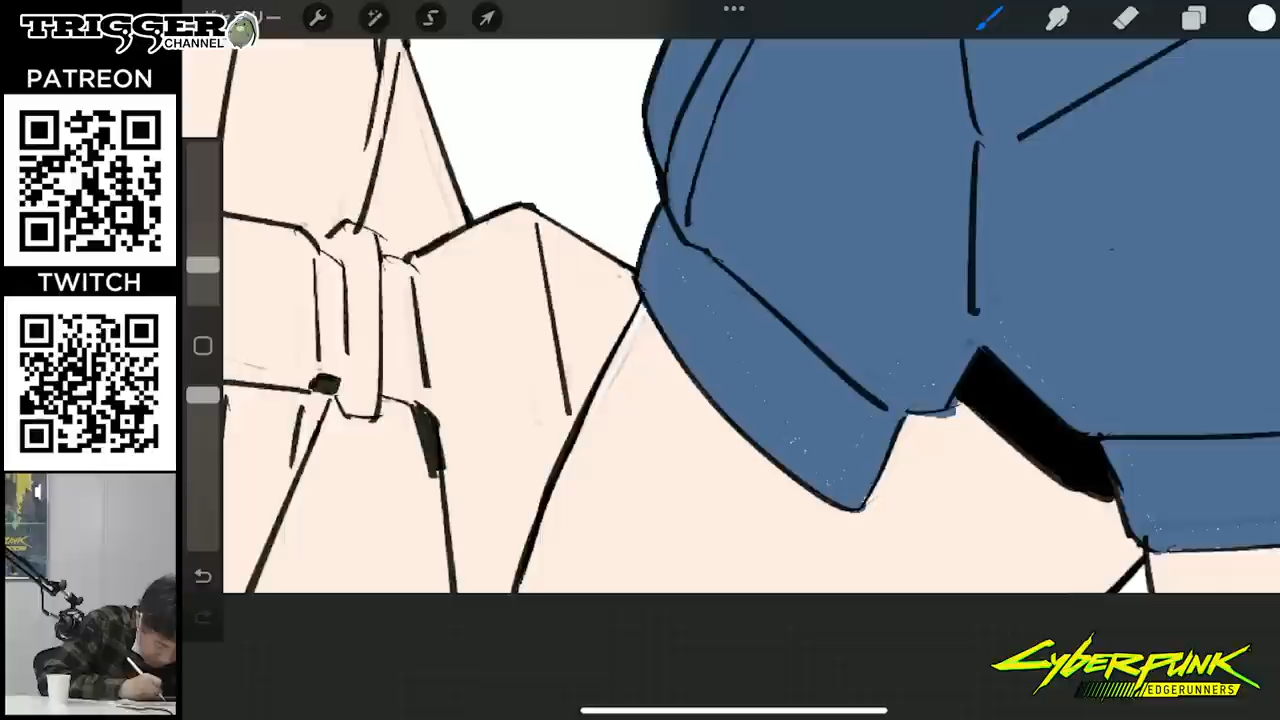 TRIGGER
CHANNEL
PATREON
TWITCH
CYBERPUNK
EDGERUNNERS